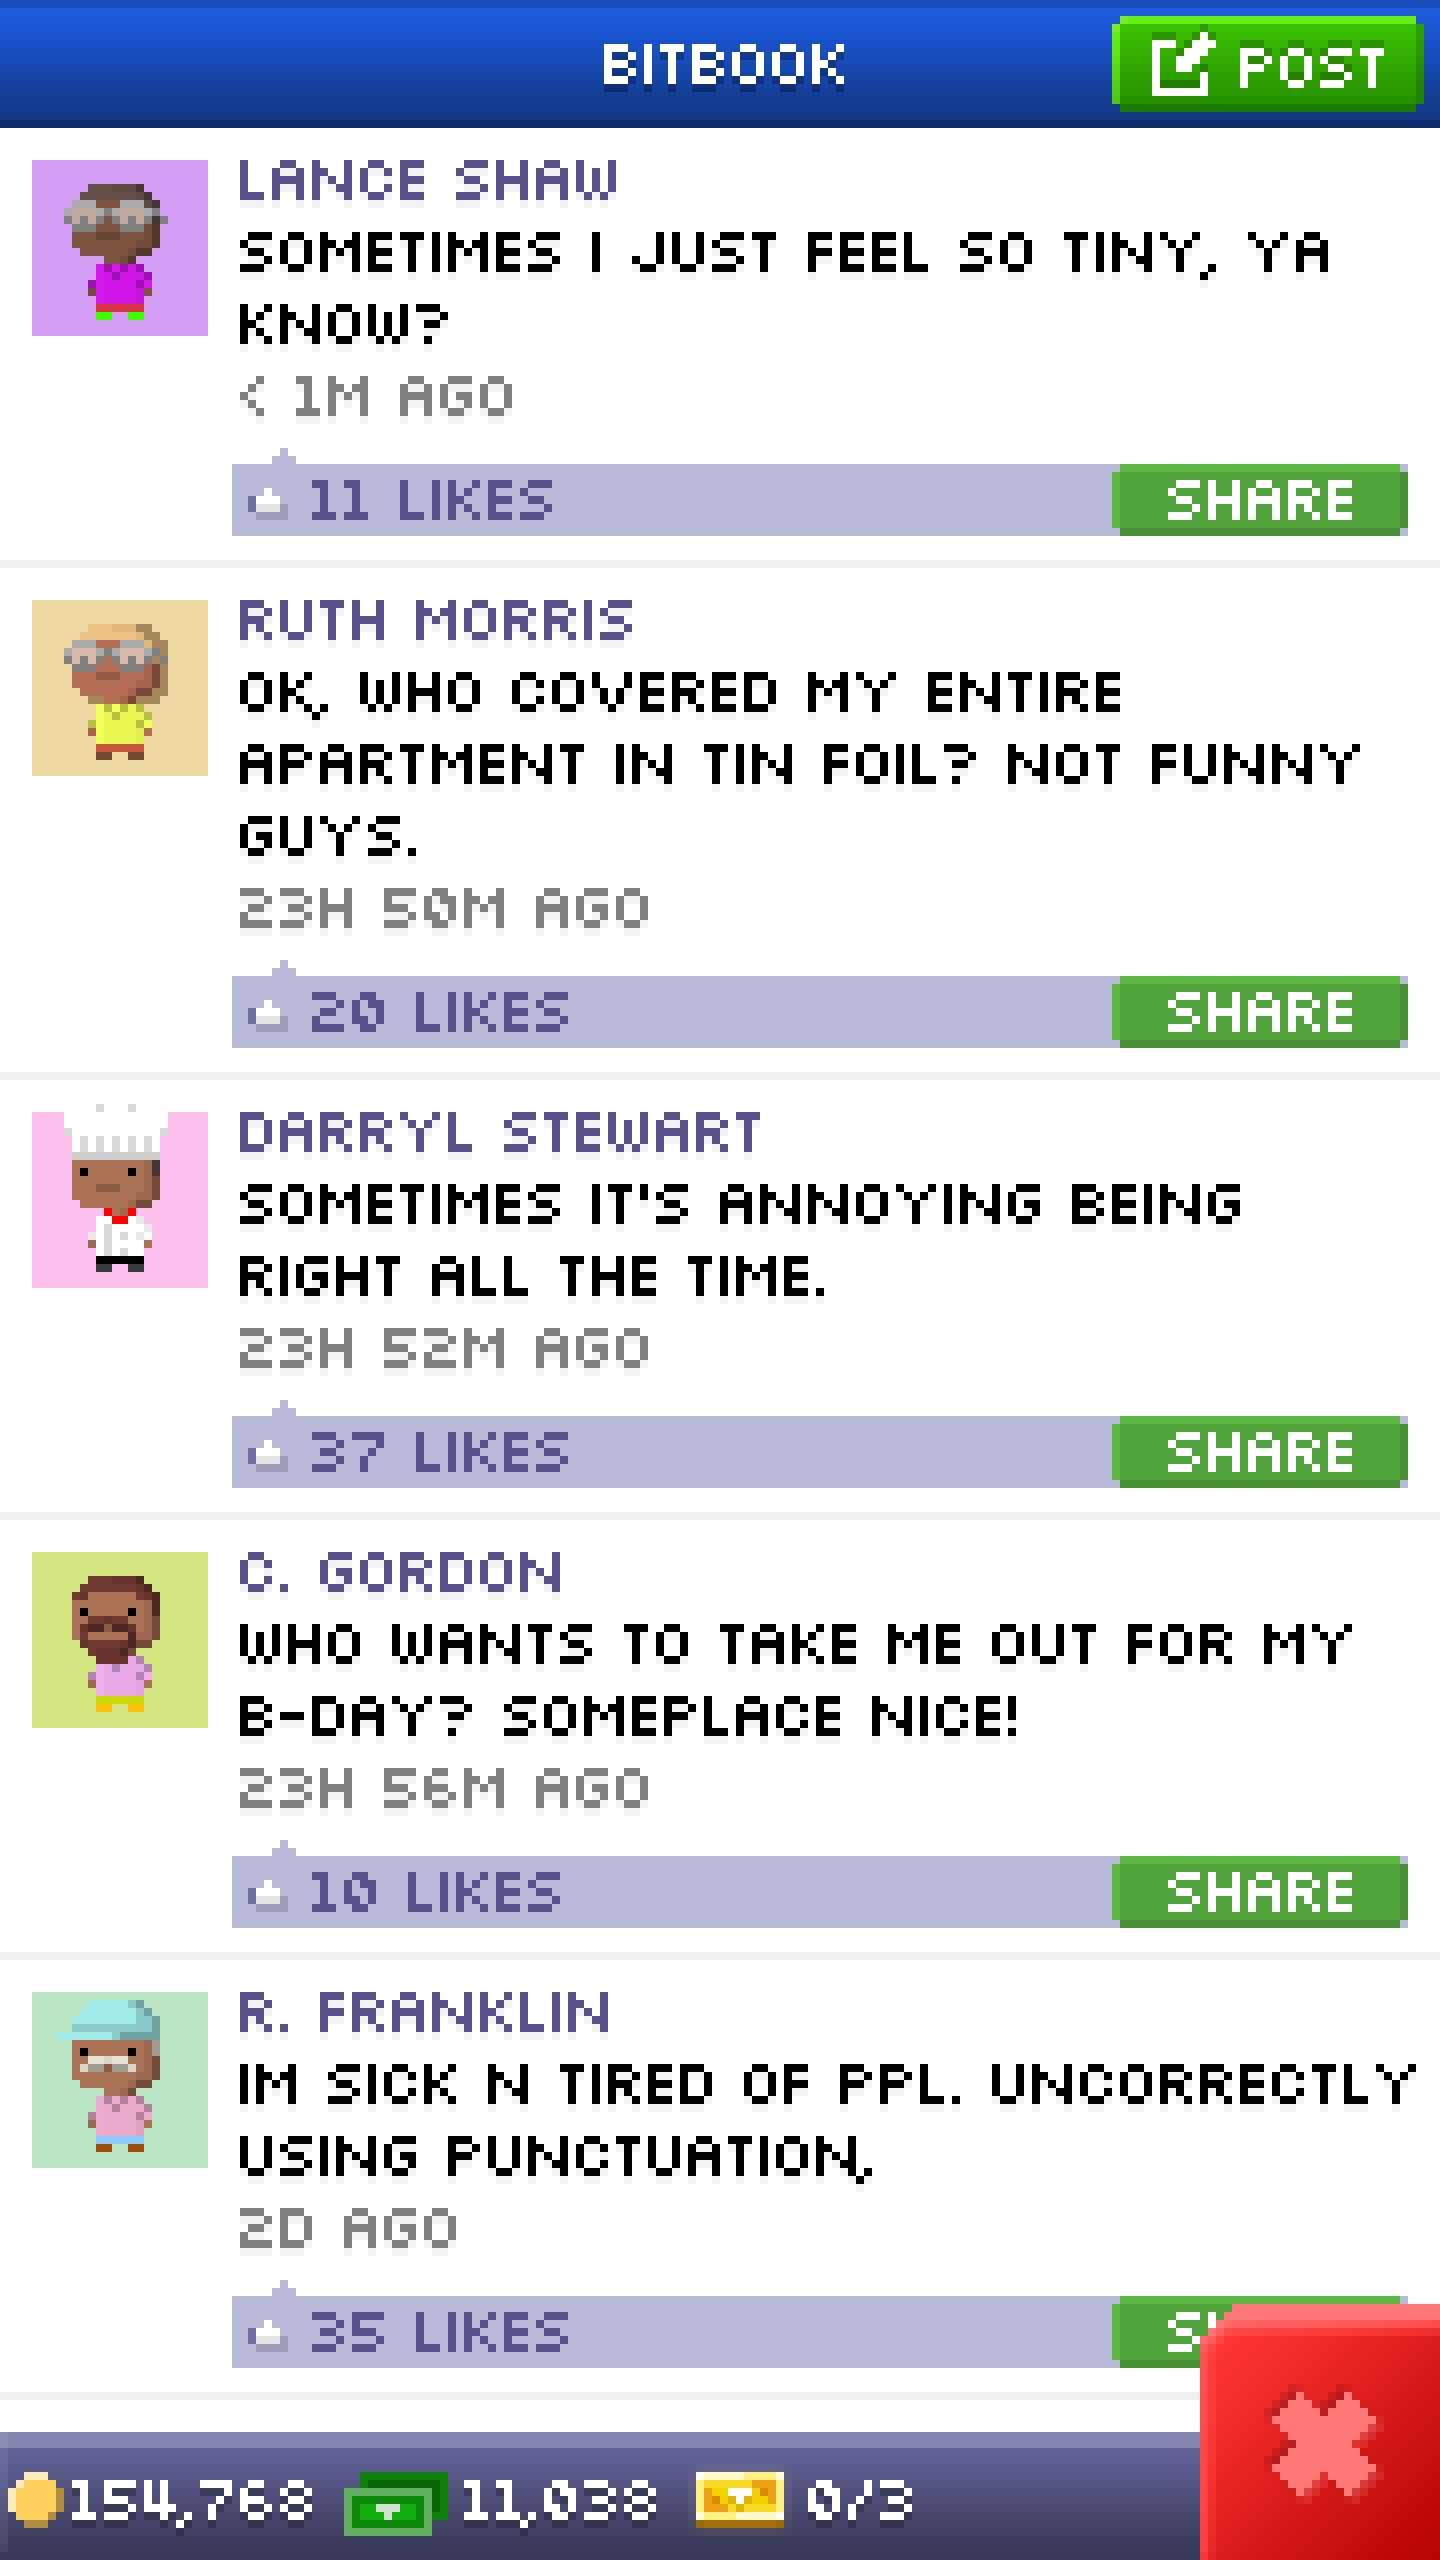 BITBOOK
POST
LANCE SHAW
SOMETIMES I JUST FEEL SO TINY, YA
KNOW?
< 1M AGO
11 LIKES
SHARE
RUTH MORRIS
OK, WHO COVERED MY ENTIRE
APARTMENT IN TIN FOIL? NOT FUNNY
GUYS.
23H 50M AGO
20 LIKES
SHARE
DARRYL STEWART
SOMETIMES IT'S ANNOYING BEING
RIGHT ALL THE TIME.
23H 52M AGO
37 LIKES
SHARE
C. GORDON
WHO WANTS TO TAKE ME OUT FOR MY
B-DAY? SOMEPLACE NICE!
23H 56M AGO
10 LIKES
SHARE
R. FRANKLIN
IM SICK N TIRED OF PPL. UNCORRECTLY
USING PUNCTUATION,
2D AGO
35 LIKES
154,768
11,038
0/3